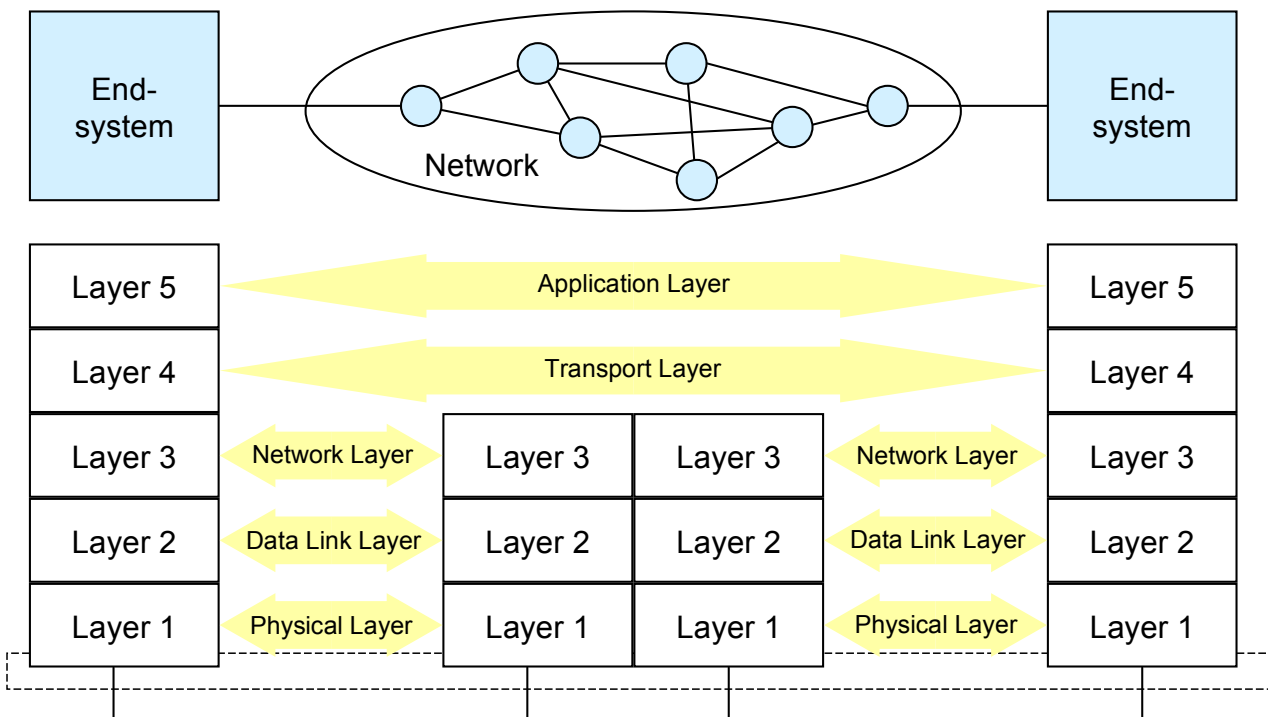 End-
system
Network
End-
system
Layer 5
Application Layer
Layer 5
Layer 4
Transport Layer
Layer 4
Layer 3
Network Layer
Layer 3
Layer 3
Network Layer
Layer 3
Layer 2
Data Link Layer
Layer 2
Layer 2
Data Link Layer
Layer 2
Layer 1
Physical Layer
Layer 1
Layer 1
Physical Layer
Layer 1